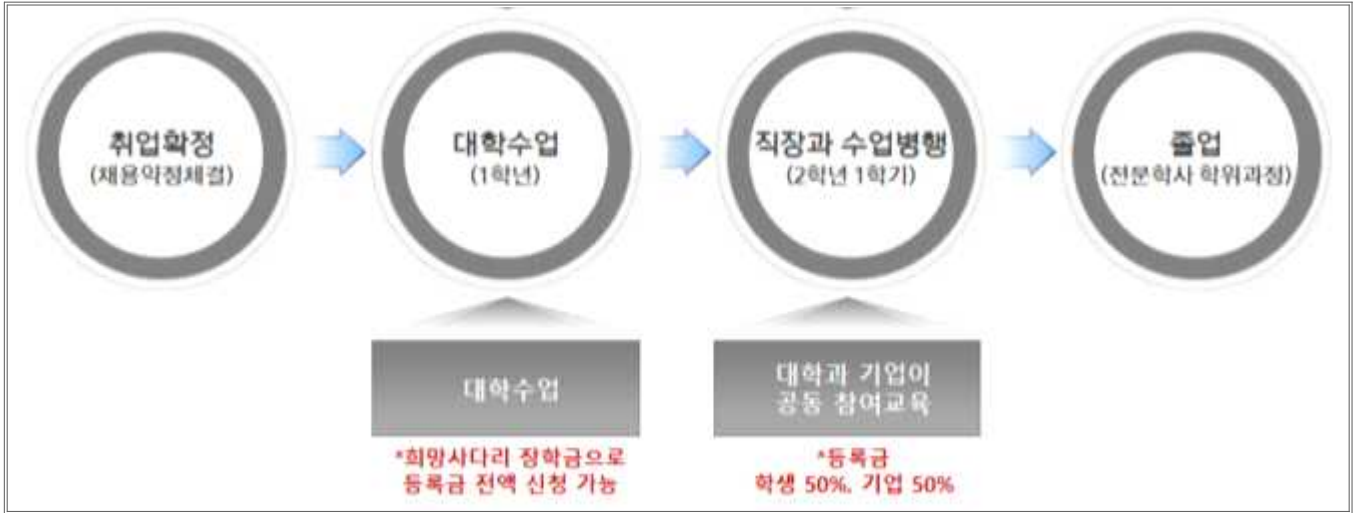 취업확정
(채용약정체결)
대학수업
(1학년)
직장과 수업병행
(2학년 1학기)
졸업
(전문학사 학위과정)
대학수업
*희망사다리 장학금으로
등록금 전액 신청 가능
대학과 기업이
공동 참여교육
*등록금
학생 50%, 기업 50%